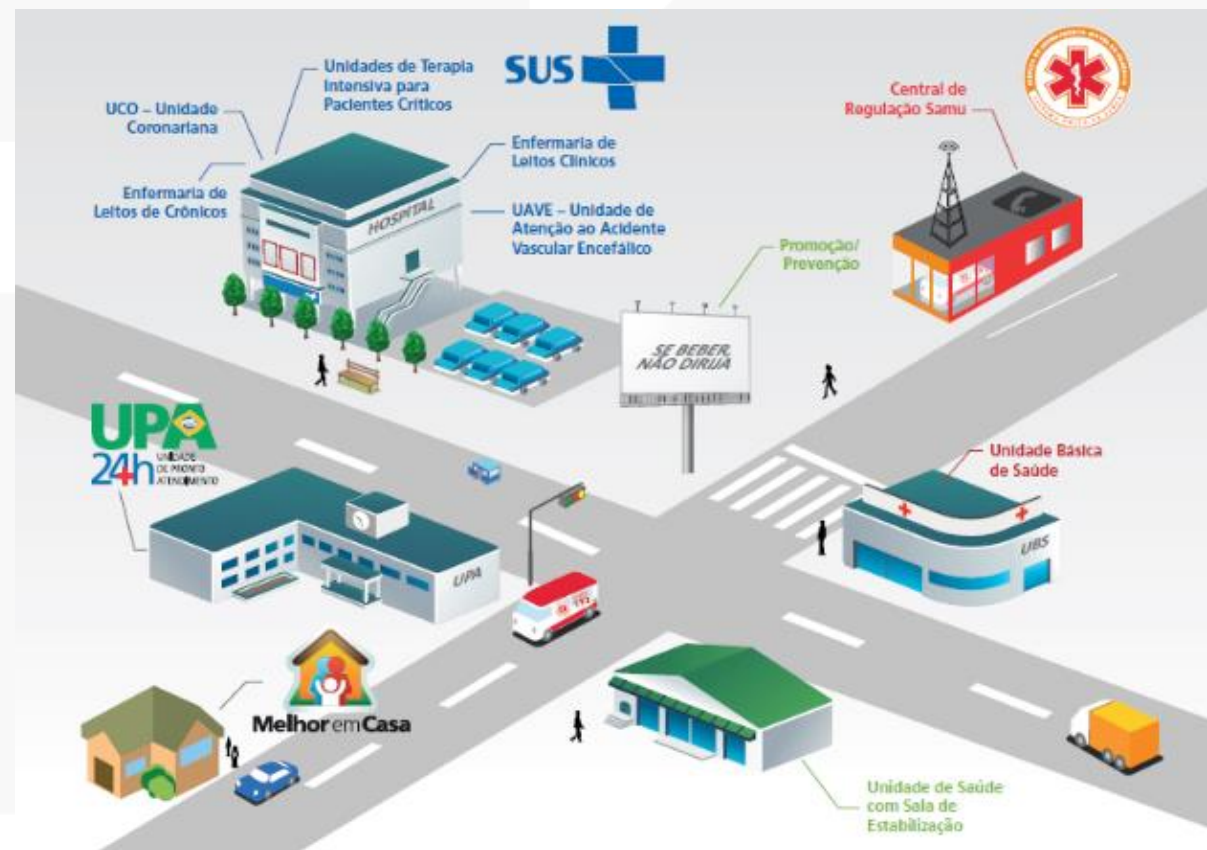 Unidades de Terapia
Intensiva para
Pacientes Críticos
SUS
UCO – Unidade
Coronariana
Enfermaria de
Leitos Clínicos
Enfermaria de
Leitos de Crônicos
HOSPITAL
UAVE – Unidade de
Atenção ao Acidente
Vascular Encefálico
Central de
Regulação Samu
Promoção/
Prevenção
SE BEBER,
NÃO DIRIJA
UPA
24h
UNIDADE
DE PRONTO
ATENDIMENTO
UPA
192
Unidade Básica
de Saúde
UBS
Melhor em Casa
Unidade de Saúde
com Sala de
Estabilização